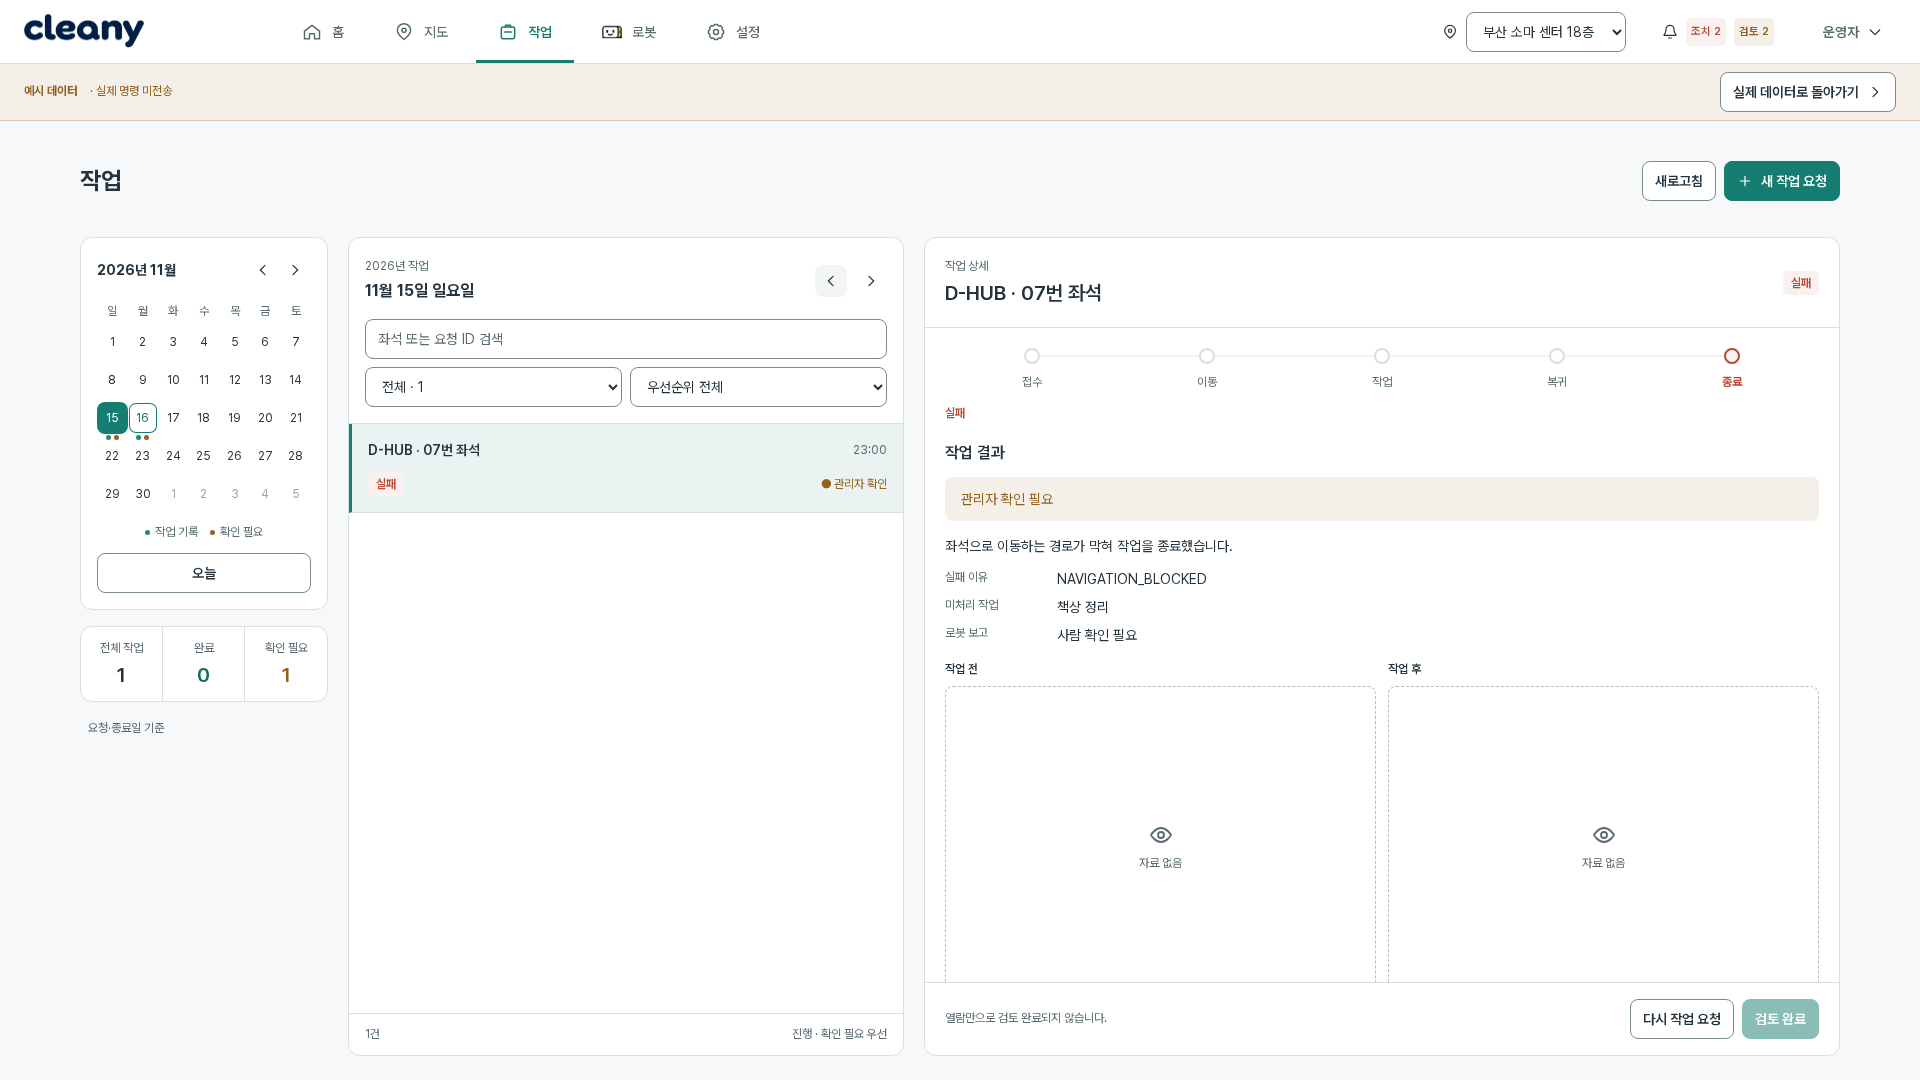 cleany
홈
지도
작업
로봇
설정
부산 소마 센터 18층
조치 2
검토 2
운영자
예시 데이터 · 실제 명령 미전송
실제 데이터로 돌아가기
작업
새로고침
새 작업 요청
2026년 11월
일 월 화 수 목 금 토
1 2 3 4 5 6 7
8 9 10 11 12 13 14
15 16 17 18 19 20 21
22 23 24 25 26 27 28
29 30 1 2 3 4 5
작업 기록 확인 필요
오늘
전체 작업 완료 확인 필요
1 0 1
요청·종료일 기준
2026년 작업
11월 15일 일요일
좌석 또는 요청 ID 검색
전체 · 1
우선순위 전체
D-HUB · 07번 좌석 23:00
실패 관리자 확인
1건 진행 · 확인 필요 우선
작업 상세
D-HUB · 07번 좌석
실패
접수 이동 작업 복귀 종료
실패
작업 결과
관리자 확인 필요
좌석으로 이동하는 경로가 막혀 작업을 종료했습니다.
실패 이유 NAVIGATION_BLOCKED
미처리 작업 책상 정리
로봇 보고 사람 확인 필요
작업 전 작업 후
자료 없음 자료 없음
열람만으로 검토 완료되지 않습니다.
다시 작업 요청
검토 완료